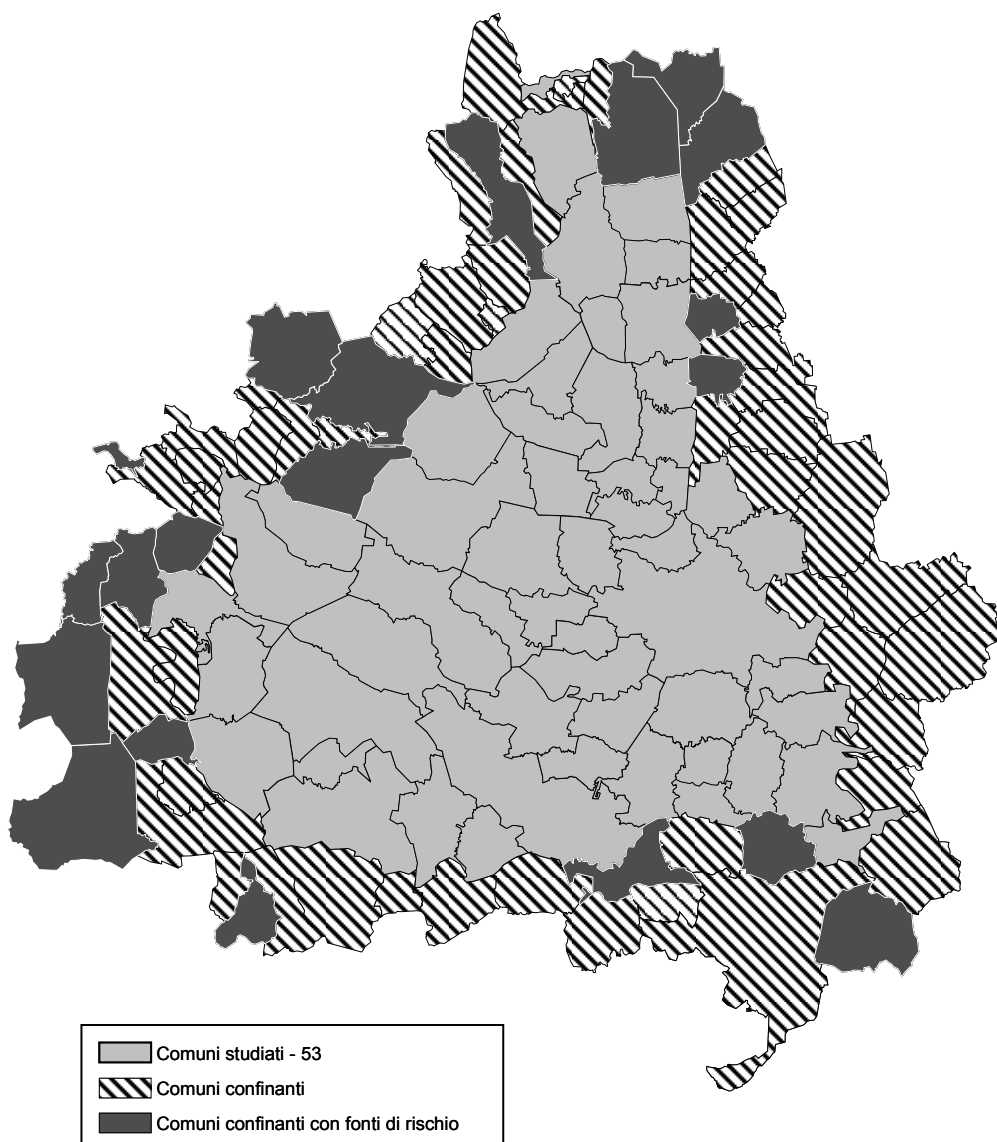 Comuni studiati - 53
Comuni confinanti
Comuni confinanti con fonti di rischio